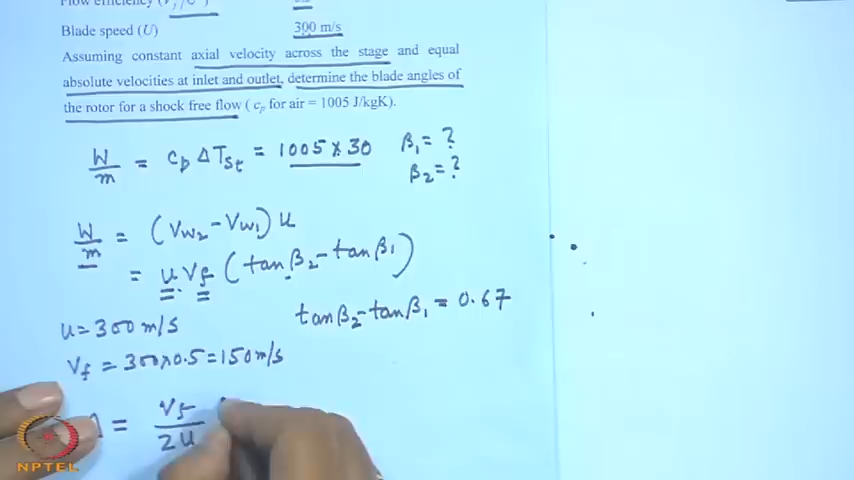 Blade speed (U) 300 m/s
Assuming constant axial velocity across the stage and equal
absolute velocities at inlet and outlet, determine the blade angles of
the rotor for a shock free flow ( cp for air = 1005 J/kgK).
W/m = cp ΔTst = 1005 × 30 β1 = ?
β2 = ?
W/m = (Vw2 - Vw1) u
= u Vf (tan β2 - tan β1)
tan β2 - tan β1 = 0.67
u = 300 m/s
Vf = 300 × 0.5 = 150 m/s
= Vf / 2u
NPTEL